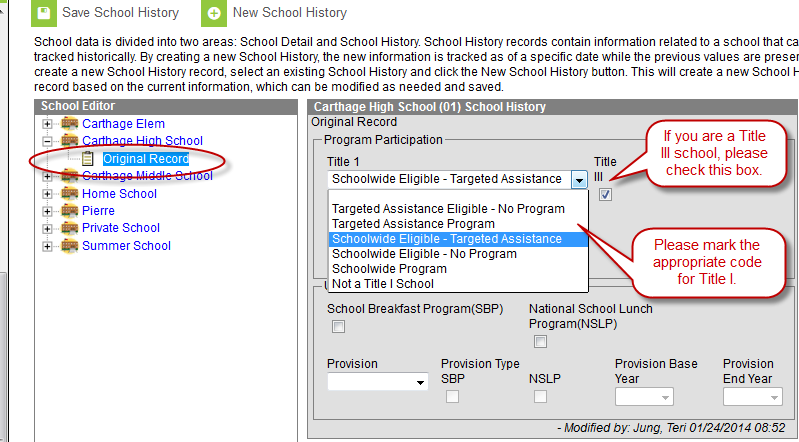 Save School History
New School History
School data is divided into two areas: School Detail and School History. School History records contain information related to a school that ca
tracked historically. By creating a new School History, the new information is tracked as of a specific date while the previous values are preser
create a new School History record, select an existing School History and click the New School History button. This will create a new School H
record based on the current information, which can be modified as needed and saved.
School Editor
Carthage Elem
Carthage High School
Original Record
Carthage Middle School
Home School
Pierre
Private School
Summer School
Carthage High School (01) School History
Original Record
Program Participation
Title 1
Title
III
Schoolwide Eligible - Targeted Assistance
Targeted Assistance Eligible - No Program
Targeted Assistance Program
Schoolwide Eligible - Targeted Assistance
Schoolwide Eligible - No Program
Schoolwide Program
Not a Title I School
If you are a Title
III school, please
check this box.
Please mark the
appropriate code
for Title I.
School Breakfast Program(SBP)
National School Lunch
Program(NSLP)
Provision
Provision Type
SBP
NSLP
Provision Base
Year
Provision
End Year
- Modified by: Jung, Teri 01/24/2014 08:52